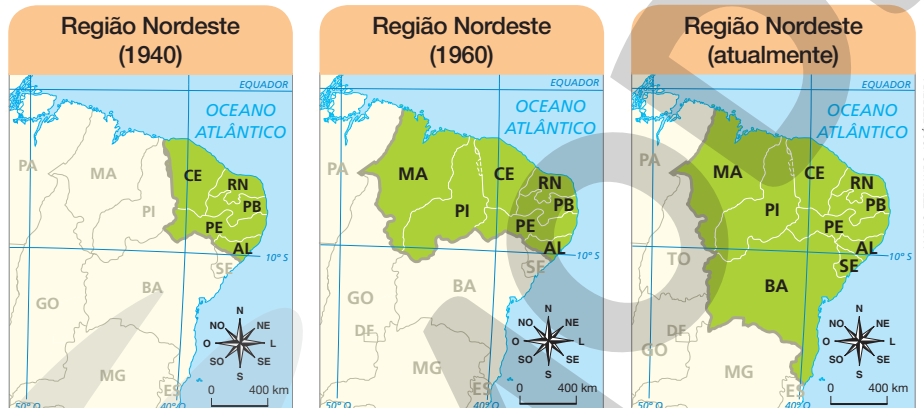 Região Nordeste
(1940)
EQUADOR
OCEANO
ATLÂNTICO
PA
MA
CE
RN
PB
PI
PE
AL
10° S
SE
BA
GO
MG
ES
N
NO
NE
O
L
SO
SE
S
0
400 km
50° O
40° O
Região Nordeste
(1960)
EQUADOR
OCEANO
ATLÂNTICO
PA
MA
CE
RN
PB
PI
PE
AL
10° S
SE
BA
GO
DF
MG
ES
N
NO
NE
O
L
SO
SE
S
0
400 km
50° O
40° O
Região Nordeste
(atualmente)
EQUADOR
OCEANO
ATLÂNTICO
PA
MA
CE
RN
PB
PI
PE
AL
10° S
TO
SE
BA
DF
GO
MG
ES
N
NO
NE
O
L
SO
SE
S
0
400 km
50° O
40° O